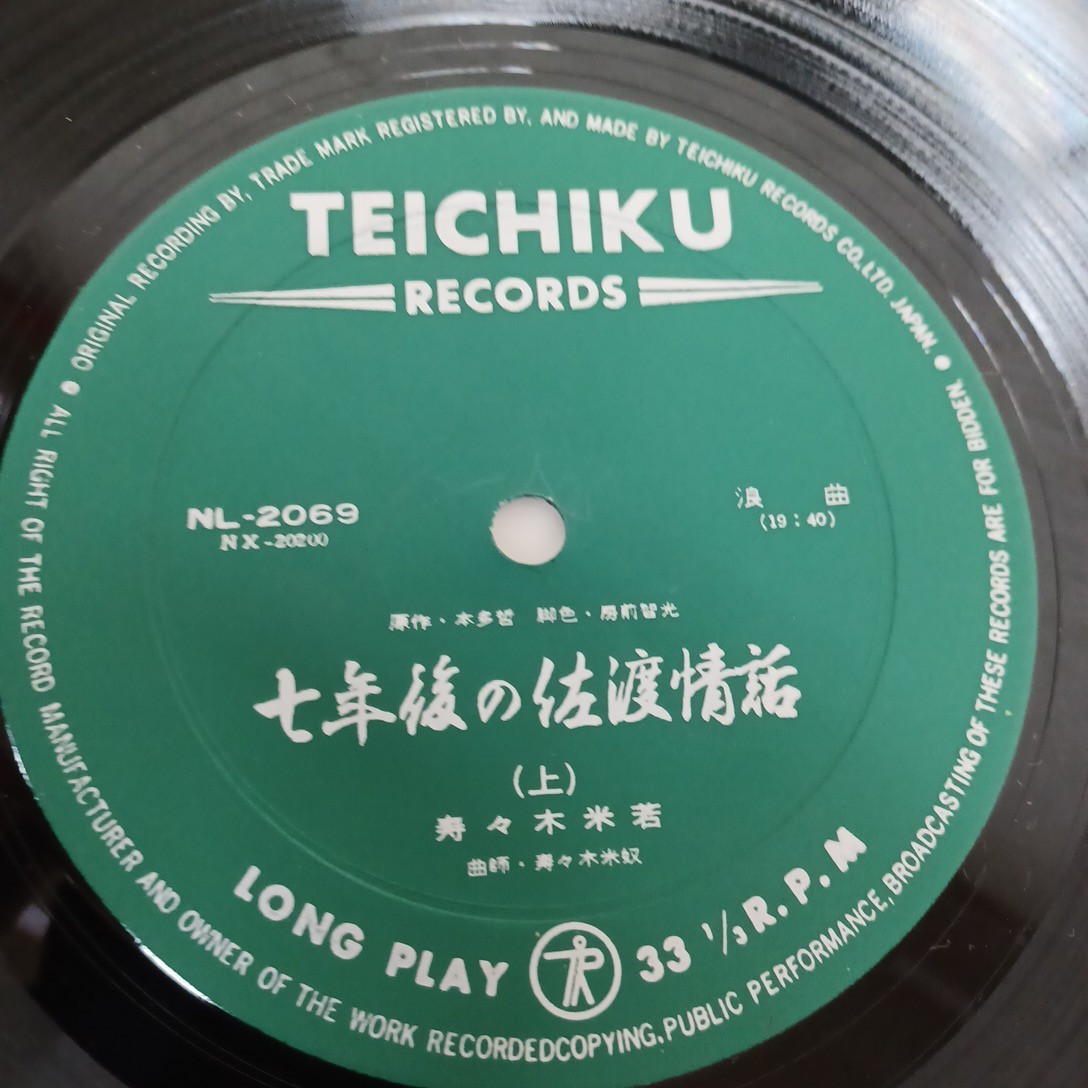 ● ORIGINAL RECORDING BY, TRADE MARK REGISTERED BY, AND MADE BY TEICHIKU RECORDS CO.,LTD. JAPAN. ●
TEICHIKU
RECORDS
NL-2069
NX-20200
浪曲
(19:40)
原作・本多哲 脚色・房前智光
七年後の佐渡情話
(上)
寿々木米若
曲師・寿々木米奴
LONG PLAY 33 1/3 R.P.M
ALL RIGHT OF THE RECORD MANUFACTURER AND OWNER OF THE WORK RECORDEDCOPYING.PUBLIC PERFORMANCE, BROADCASTING OF THESE RECORDS ARE FOR BIDDEN.